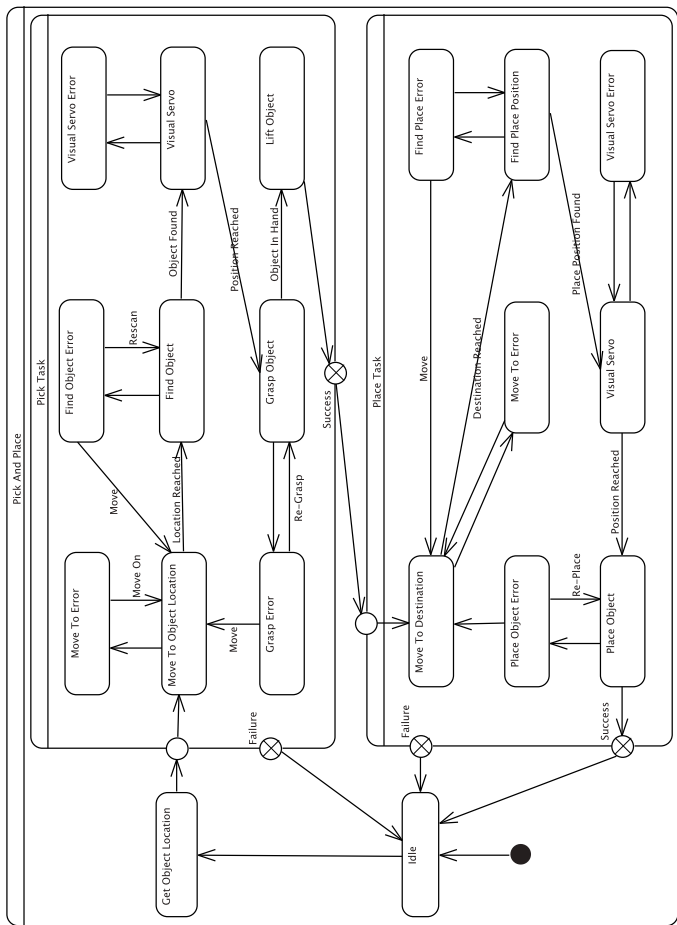 Pick And Place
Pick Task
Visual Servo Error
Visual Servo
Lift Object
Object Found
Position Reached
Object In Hand
Find Object Error
Rescan
Find Object
Grasp Object
Success
Move
Location Reached
Re-Grasp
Move To Error
Move On
Move To Object Location
Move
Grasp Error
Failure
Get Object Location
Place Task
Find Place Error
Find Place Position
Visual Servo Error
Place Position Found
Move
Destination Reached
Move To Error
Visual Servo
Position Reached
Move To Destination
Place Object Error
Re-Place
Place Object
Failure
Success
Idle